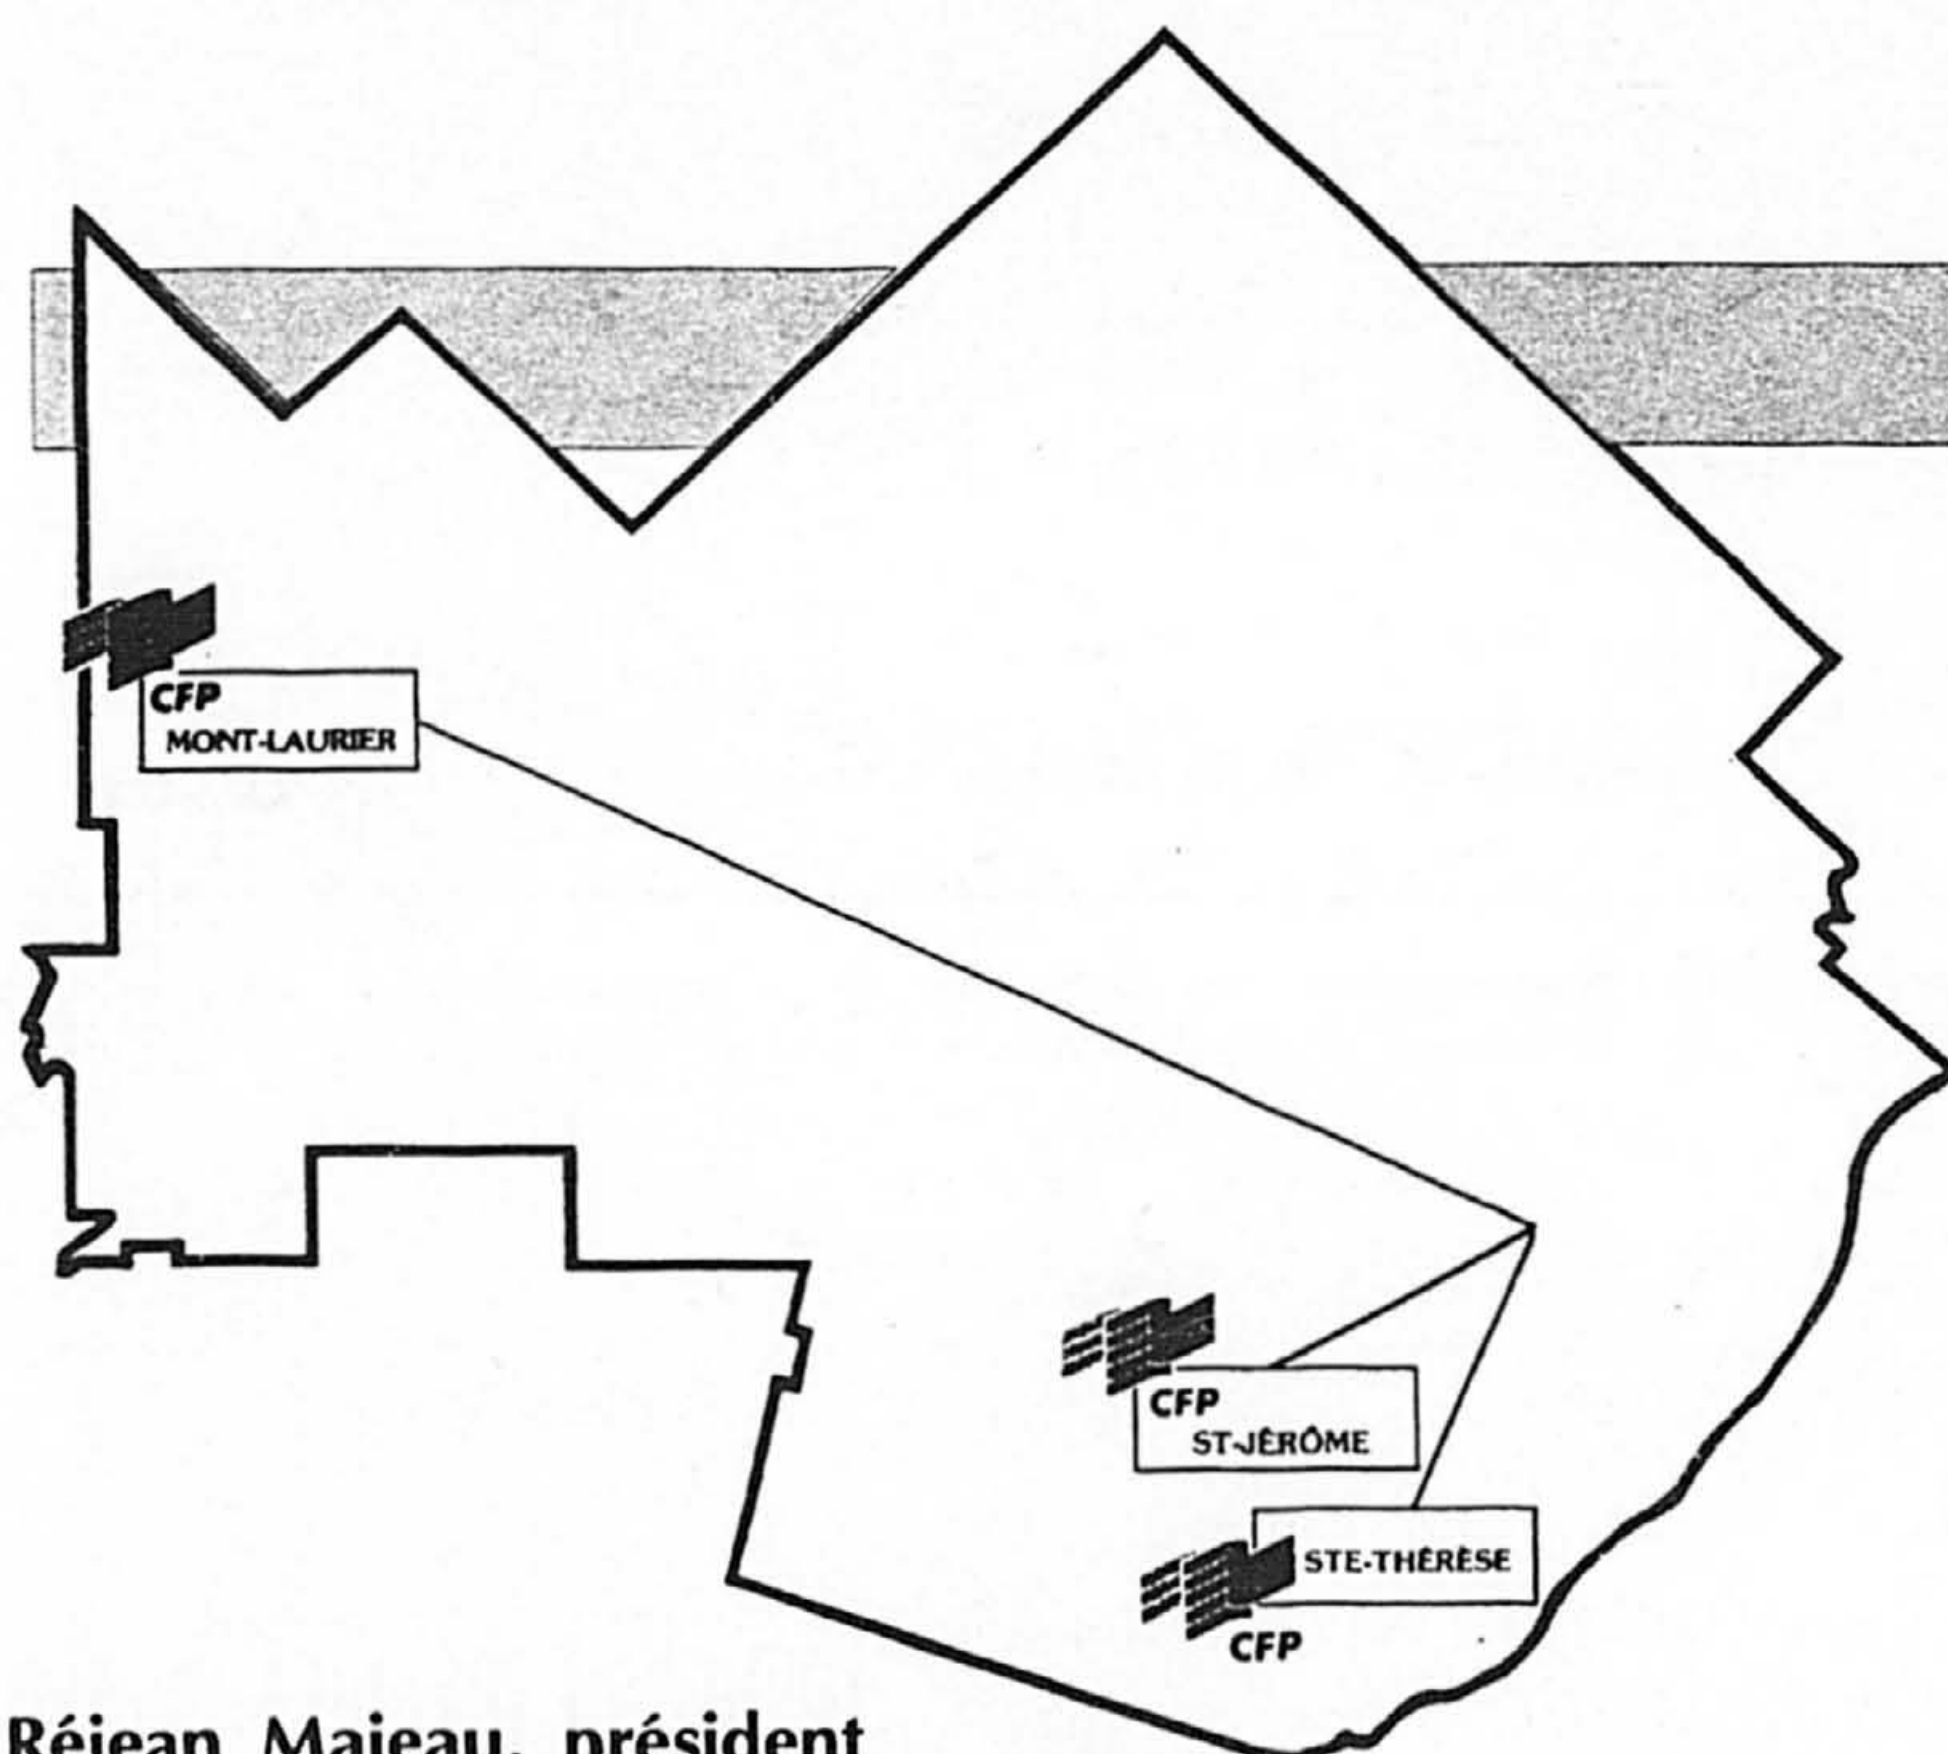 CFP
MONT-LAURIER
CFP
ST-JÉRÔME
STE-THÉRÈSE
CFP
Réjean Majeau, président